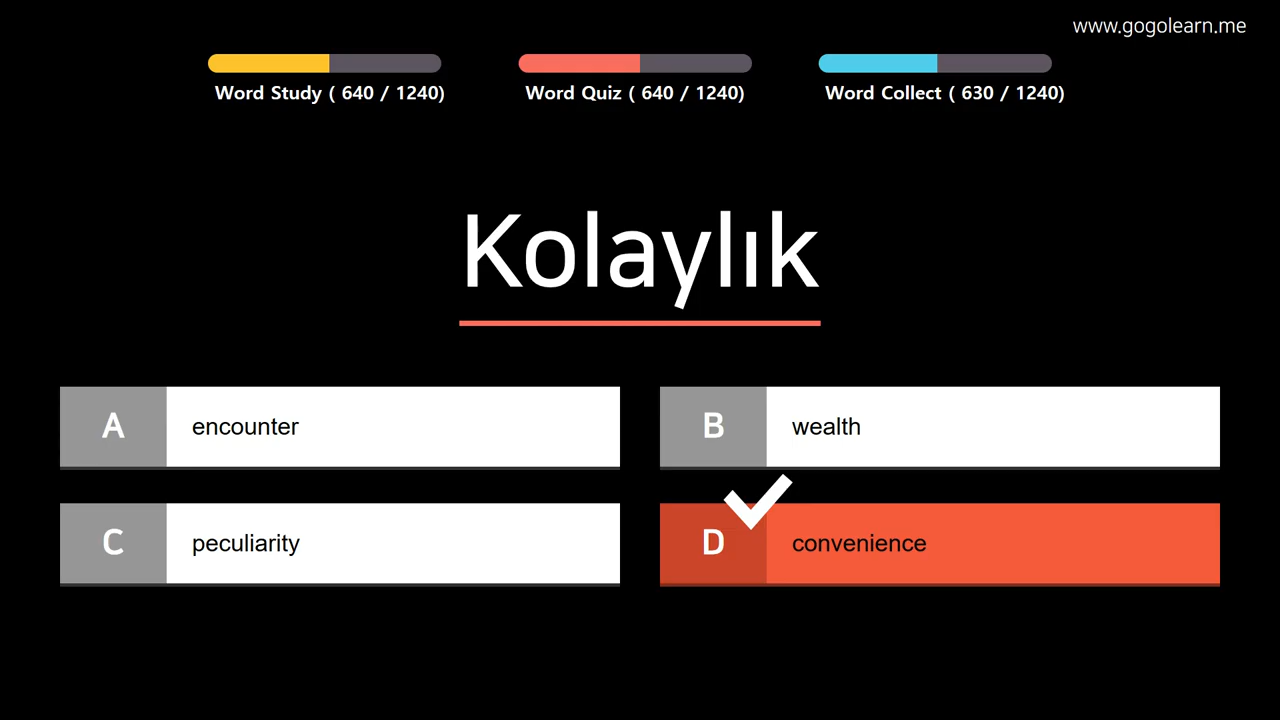 www.gogolearn.me
Word Study ( 640 / 1240)
Word Quiz ( 640 / 1240)
Word Collect ( 630 / 1240)
Kolaylık
A encounter
B wealth
C peculiarity
D convenience